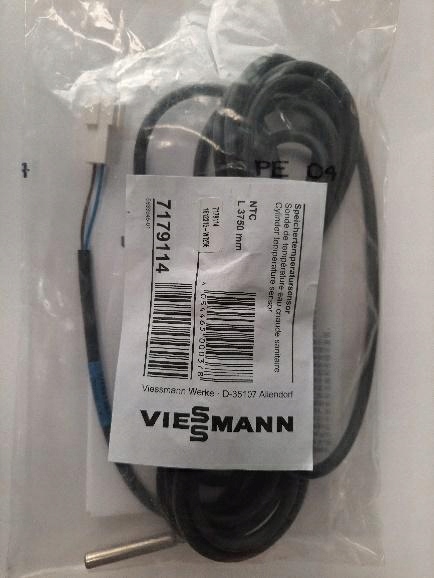 PE 04
Speichertemperatursensor
Sonde de température eau chaude sanitaire
Cylinder temperature sensor
NTC
L 3750 mm
7179114
7179114
Viessmann Werke · D-35107 Allendorf
VIESSMANN